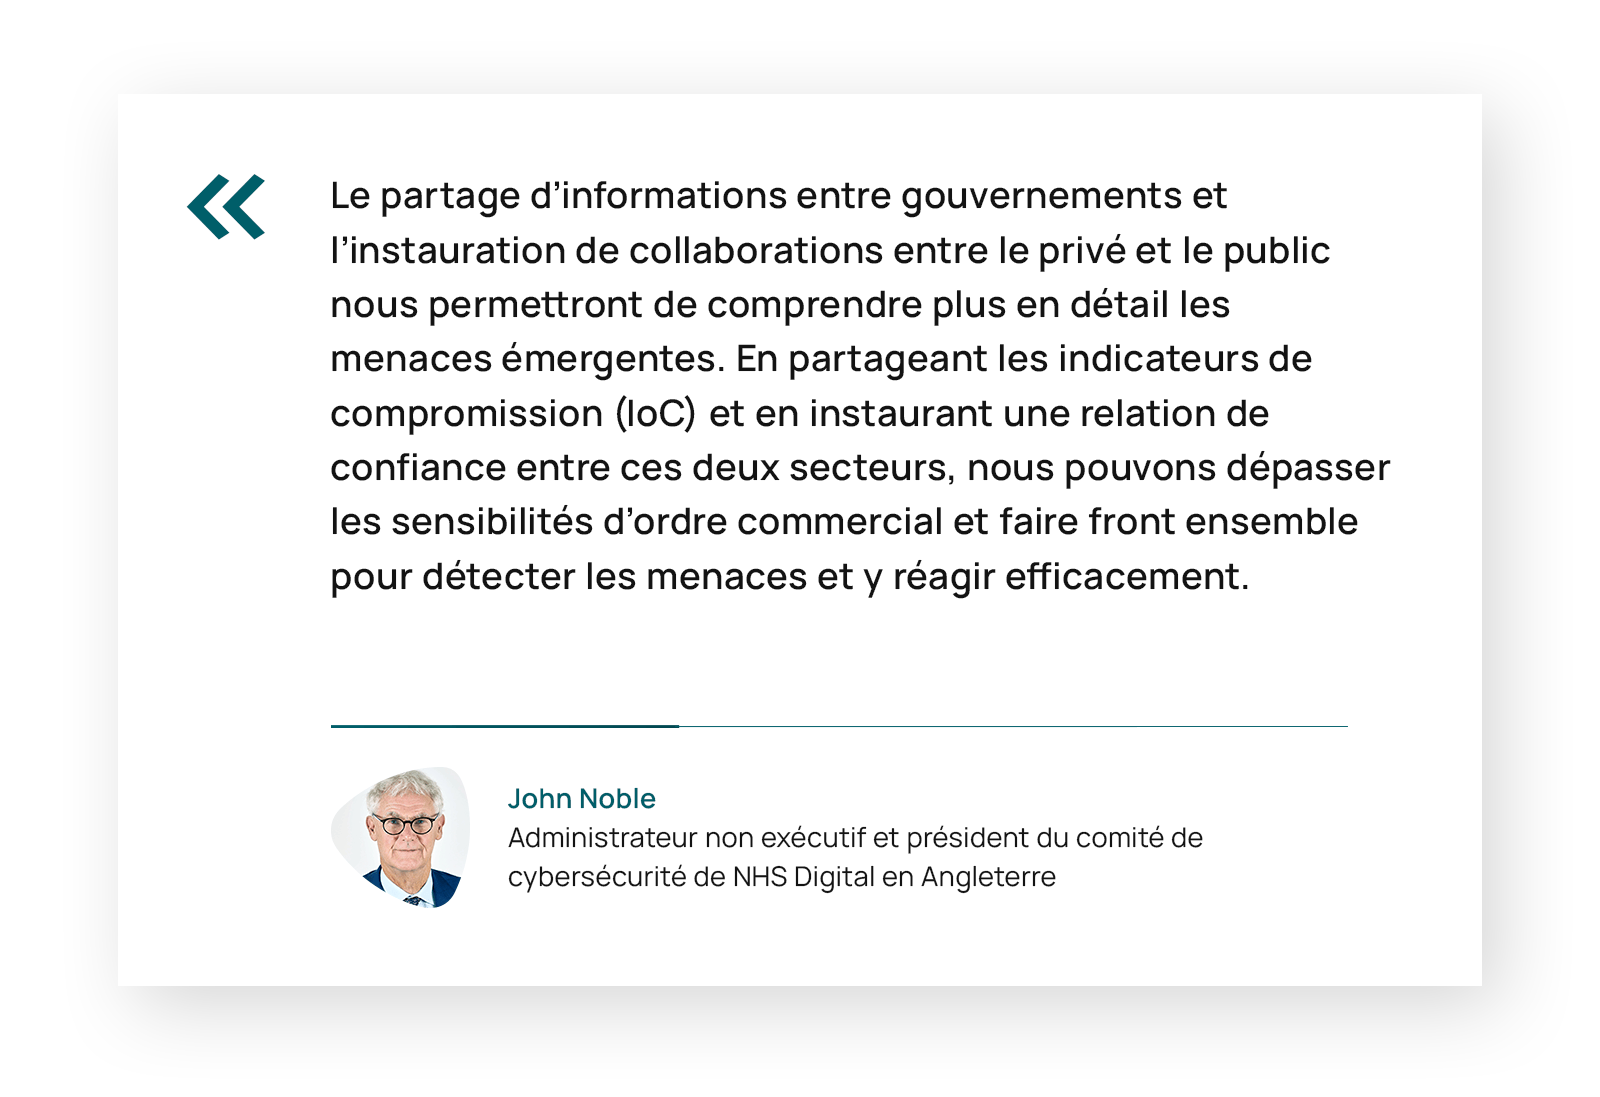 «
Le partage d’informations entre gouvernements et
l’instauration de collaborations entre le privé et le public
nous permettront de comprendre plus en détail les
menaces émergentes. En partageant les indicateurs de
compromission (IoC) et en instaurant une relation de
confiance entre ces deux secteurs, nous pouvons dépasser
les sensibilités d’ordre commercial et faire front ensemble
pour détecter les menaces et y réagir efficacement.
John Noble
Administrateur non exécutif et président du comité de
cybersécurité de NHS Digital en Angleterre